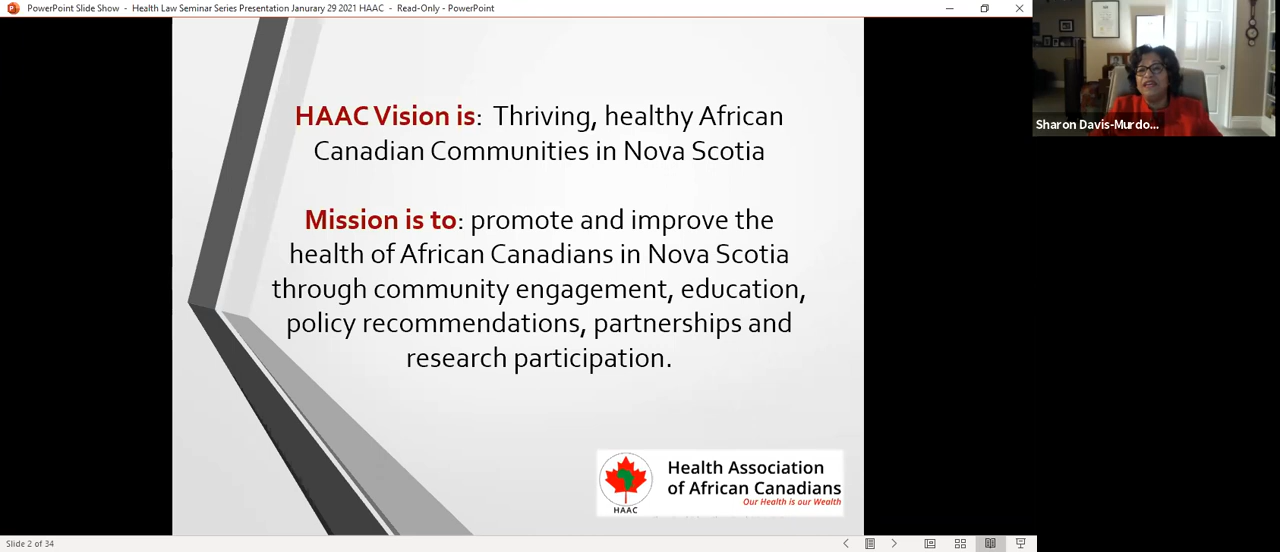 PowerPoint Slide Show - Health Law Seminar Series Presentation Janurary 29 2021 HAAC - Read-Only - PowerPoint
Sharon Davis-Murdo...
HAAC Vision is: Thriving, healthy African
Canadian Communities in Nova Scotia
Mission is to: promote and improve the
health of African Canadians in Nova Scotia
through community engagement, education,
policy recommendations, partnerships and
research participation.
HAAC
Health Association
of African Canadians
Our Health is our Wealth
Slide 2 of 34